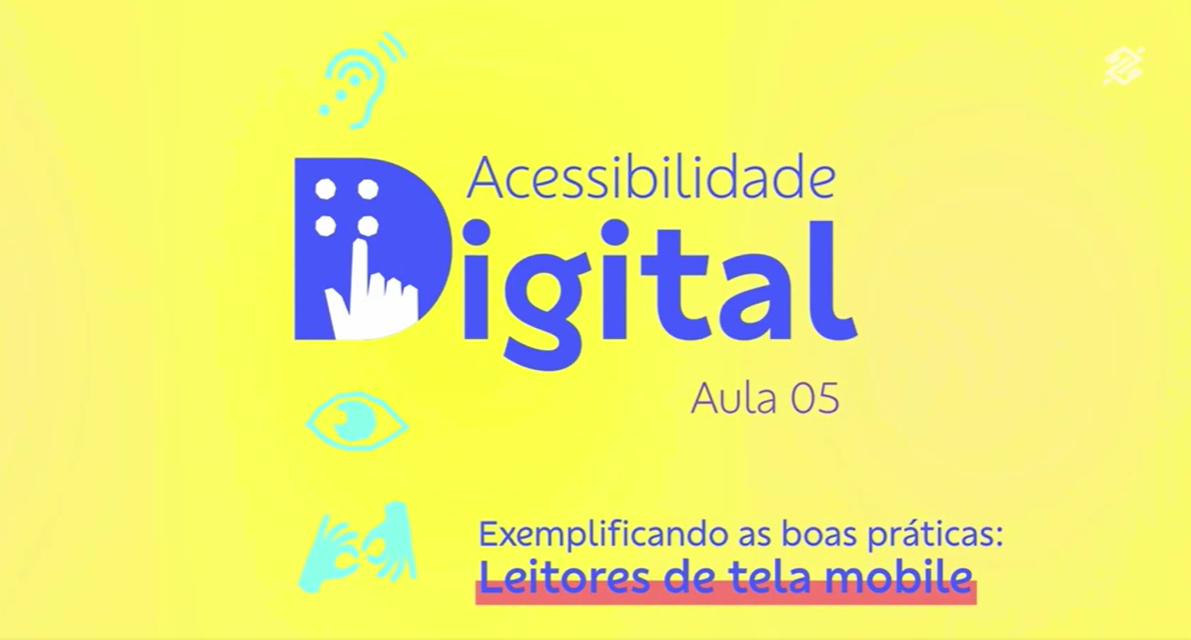 Acessibilidade
Digital
Aula 05
Exemplificando as boas práticas:
Leitores de tela mobile